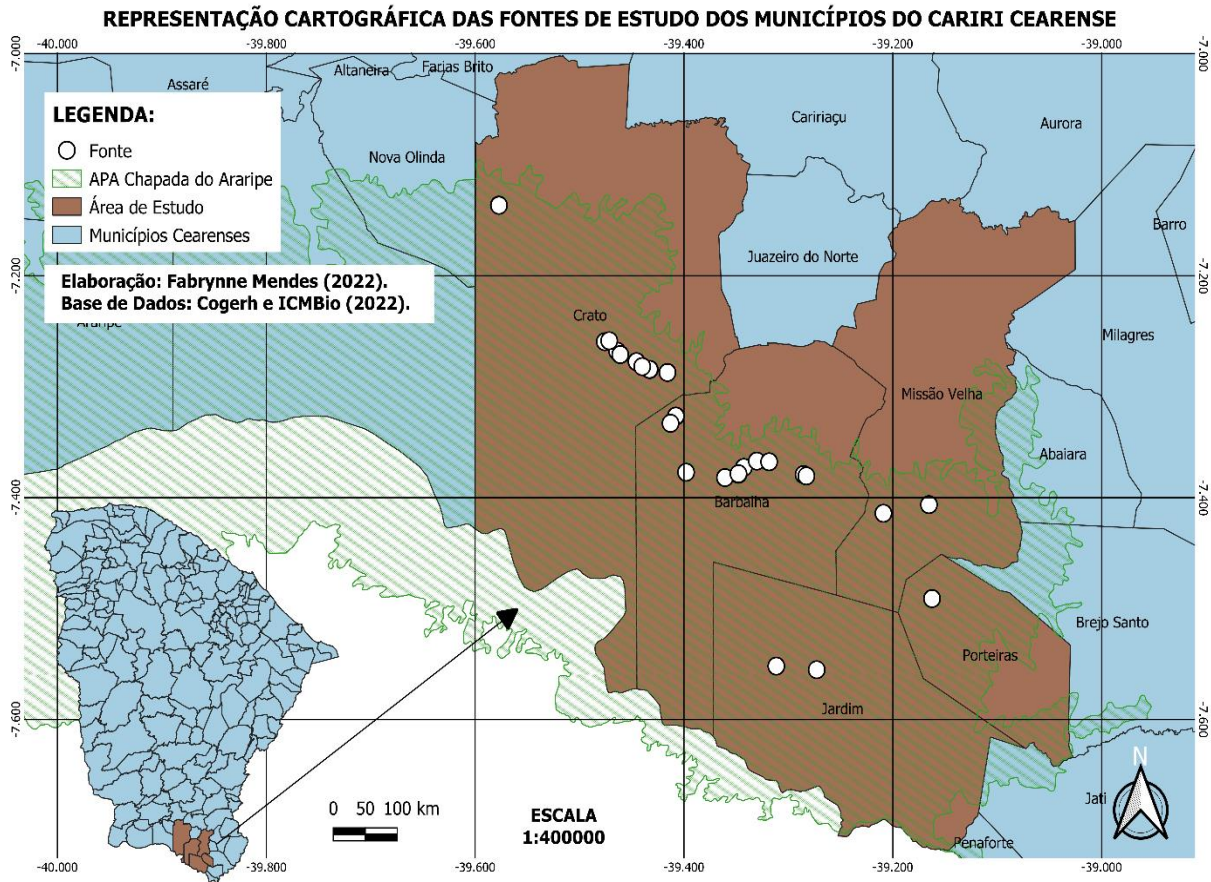 REPRESENTAÇÃO CARTOGRÁFICA DAS FONTES DE ESTUDO DOS MUNICÍPIOS DO CARIRI CEARENSE
-40.000 -39.800 -39.600 -39.400 -39.200 -39.000
-7.000 -7.000
Altaneira
Farias Brito
Assaré
LEGENDA:
Fonte
APA Chapada do Araripe
Área de Estudo
Municípios Cearenses
Caririaçu
Aurora
Nova Olinda
Barro
Juazeiro do Norte
-7.200 -7.200
Elaboração: Fabrynne Mendes (2022).
Base de Dados: Cogerh e ICMBio (2022).
Araripe
Crato
Milagres
Missão Velha
Abaiara
-7.400 -7.400
Barbalha
Brejo Santo
Porteiras
Jardim
-7.600 -7.600
N
Jati
0 50 100 km
ESCALA
1:400000
Penaforte
-40.000 -39.800 -39.600 -39.400 -39.200 -39.000